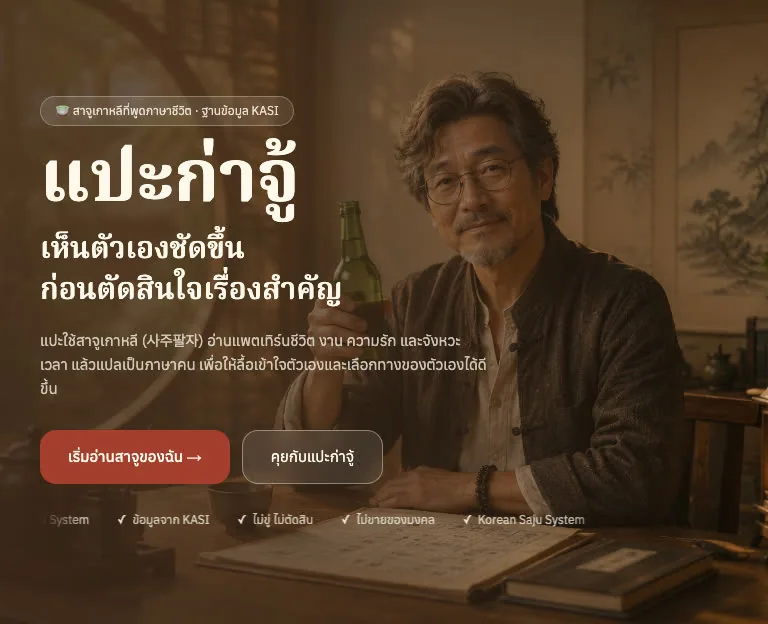 สาจูเกาหลีที่พูดภาษาชีวิต · ฐานข้อมูล KASI
แปะก่าจู้
เห็นตัวเองชัดขึ้น
ก่อนตัดสินใจเรื่องสำคัญ
แปะใช้สาจูเกาหลี (사주팔자) อ่านแพตเทิร์นชีวิต งาน ความรัก และจังหวะ
เวลา แล้วแปลเป็นภาษาคน เพื่อให้ลื้อเข้าใจตัวเองและเลือกทางของตัวเองได้ดี
ขึ้น
เริ่มอ่านสาจูของฉัน →
คุยกับแปะก่าจู้
System ✓ ข้อมูลจาก KASI ✓ ไม่ขู่ ไม่ตัดสิน ✓ ไม่ขายของมงคล ✓ Korean Saju System